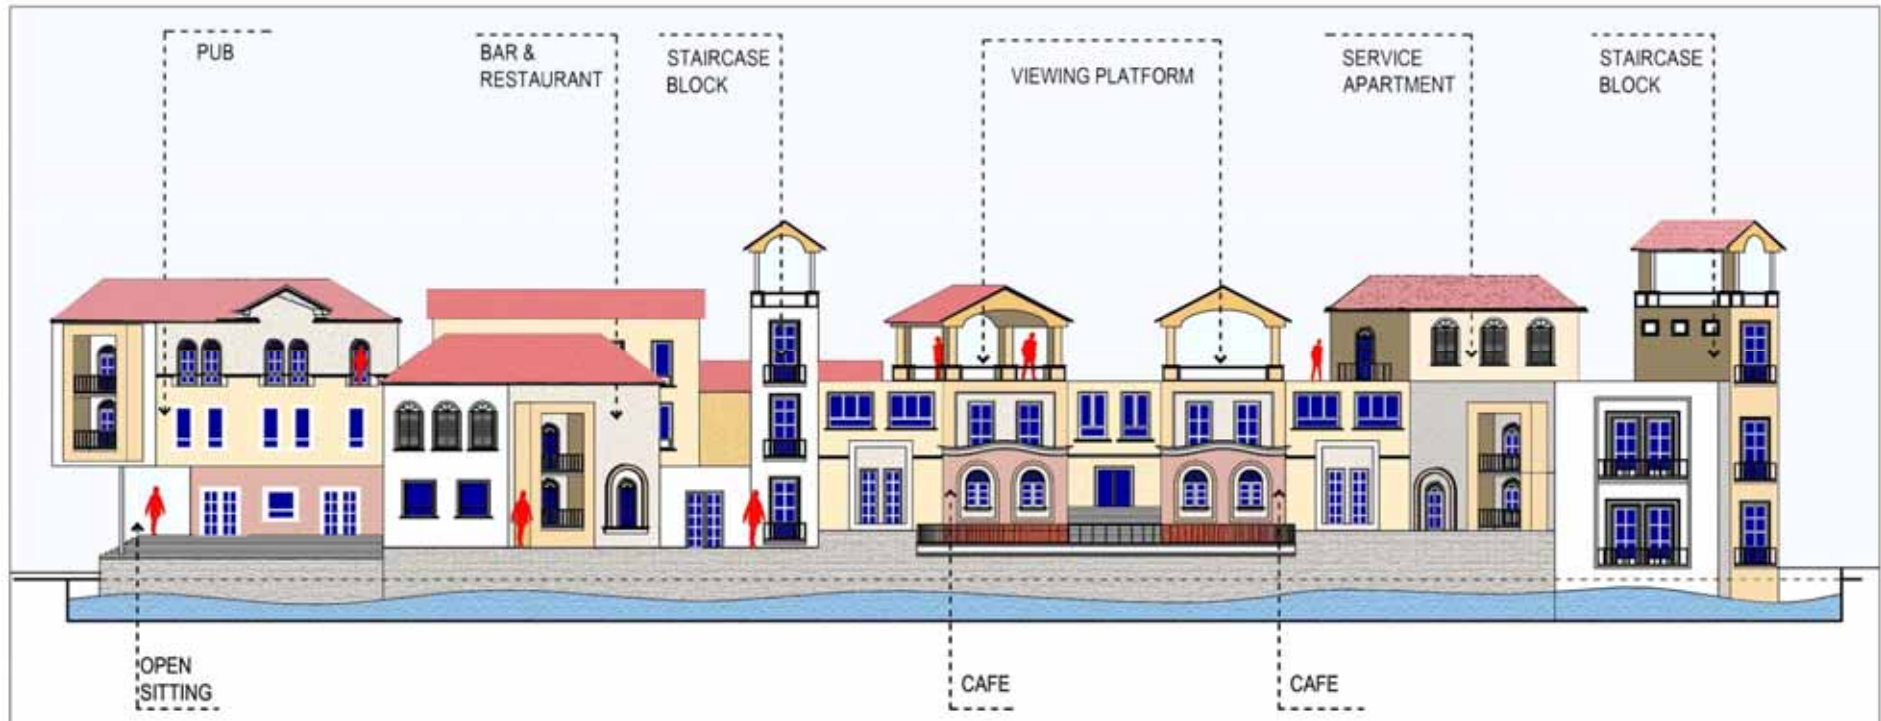 PUB
BAR &
RESTAURANT
STAIRCASE
BLOCK
VIEWING PLATFORM
SERVICE
APARTMENT
STAIRCASE
BLOCK
OPEN
SITTING
CAFE
CAFE